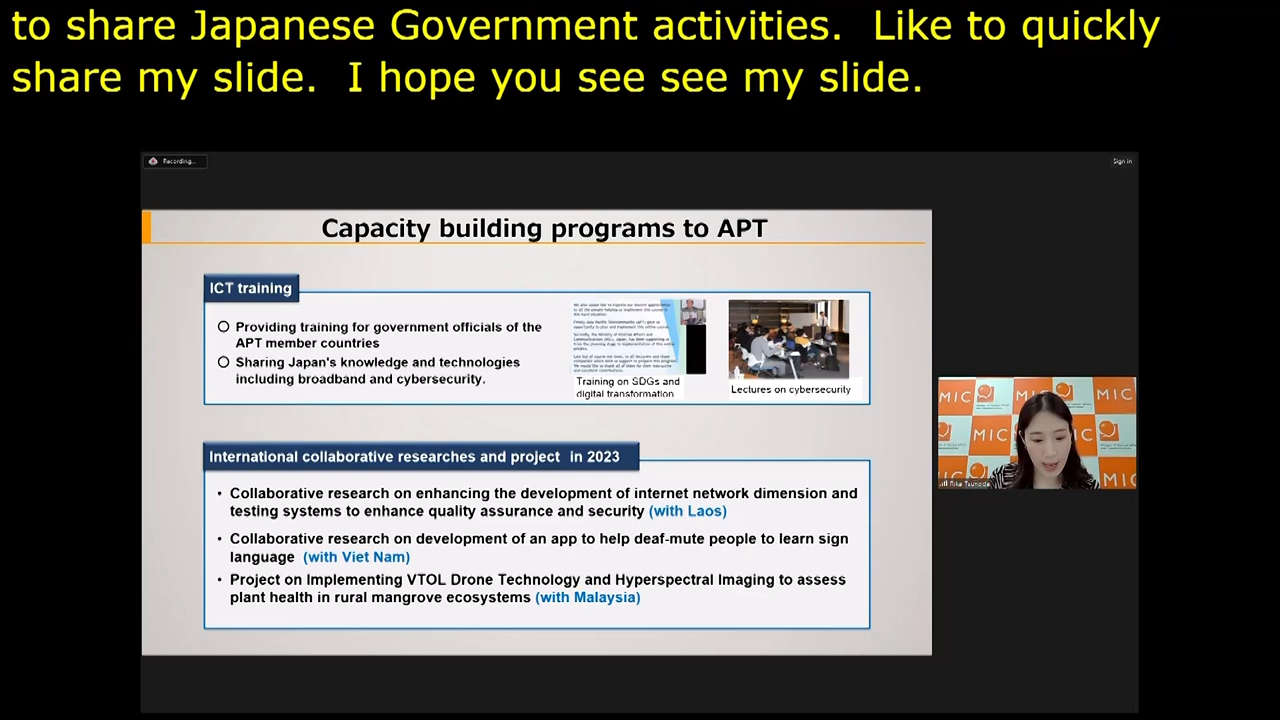 to share Japanese Government activities.  Like to quickly
share my slide.  I hope you see see my slide.
Recording...
Sign in
Capacity building programs to APT
ICT training
Providing training for government officials of the
APT member countries
Sharing Japan's knowledge and technologies
including broadband and cybersecurity.
Training on SDGs and
digital transformation
Lectures on cybersecurity
International collaborative researches and project in 2023
• Collaborative research on enhancing the development of internet network dimension and
testing systems to enhance quality assurance and security (with Laos)
• Collaborative research on development of an app to help deaf-mute people to learn sign
language (with Viet Nam)
• Project on Implementing VTOL Drone Technology and Hyperspectral Imaging to assess
plant health in rural mangrove ecosystems (with Malaysia)
MIC
MIC
MIC
MIC
Rika Tsunoda